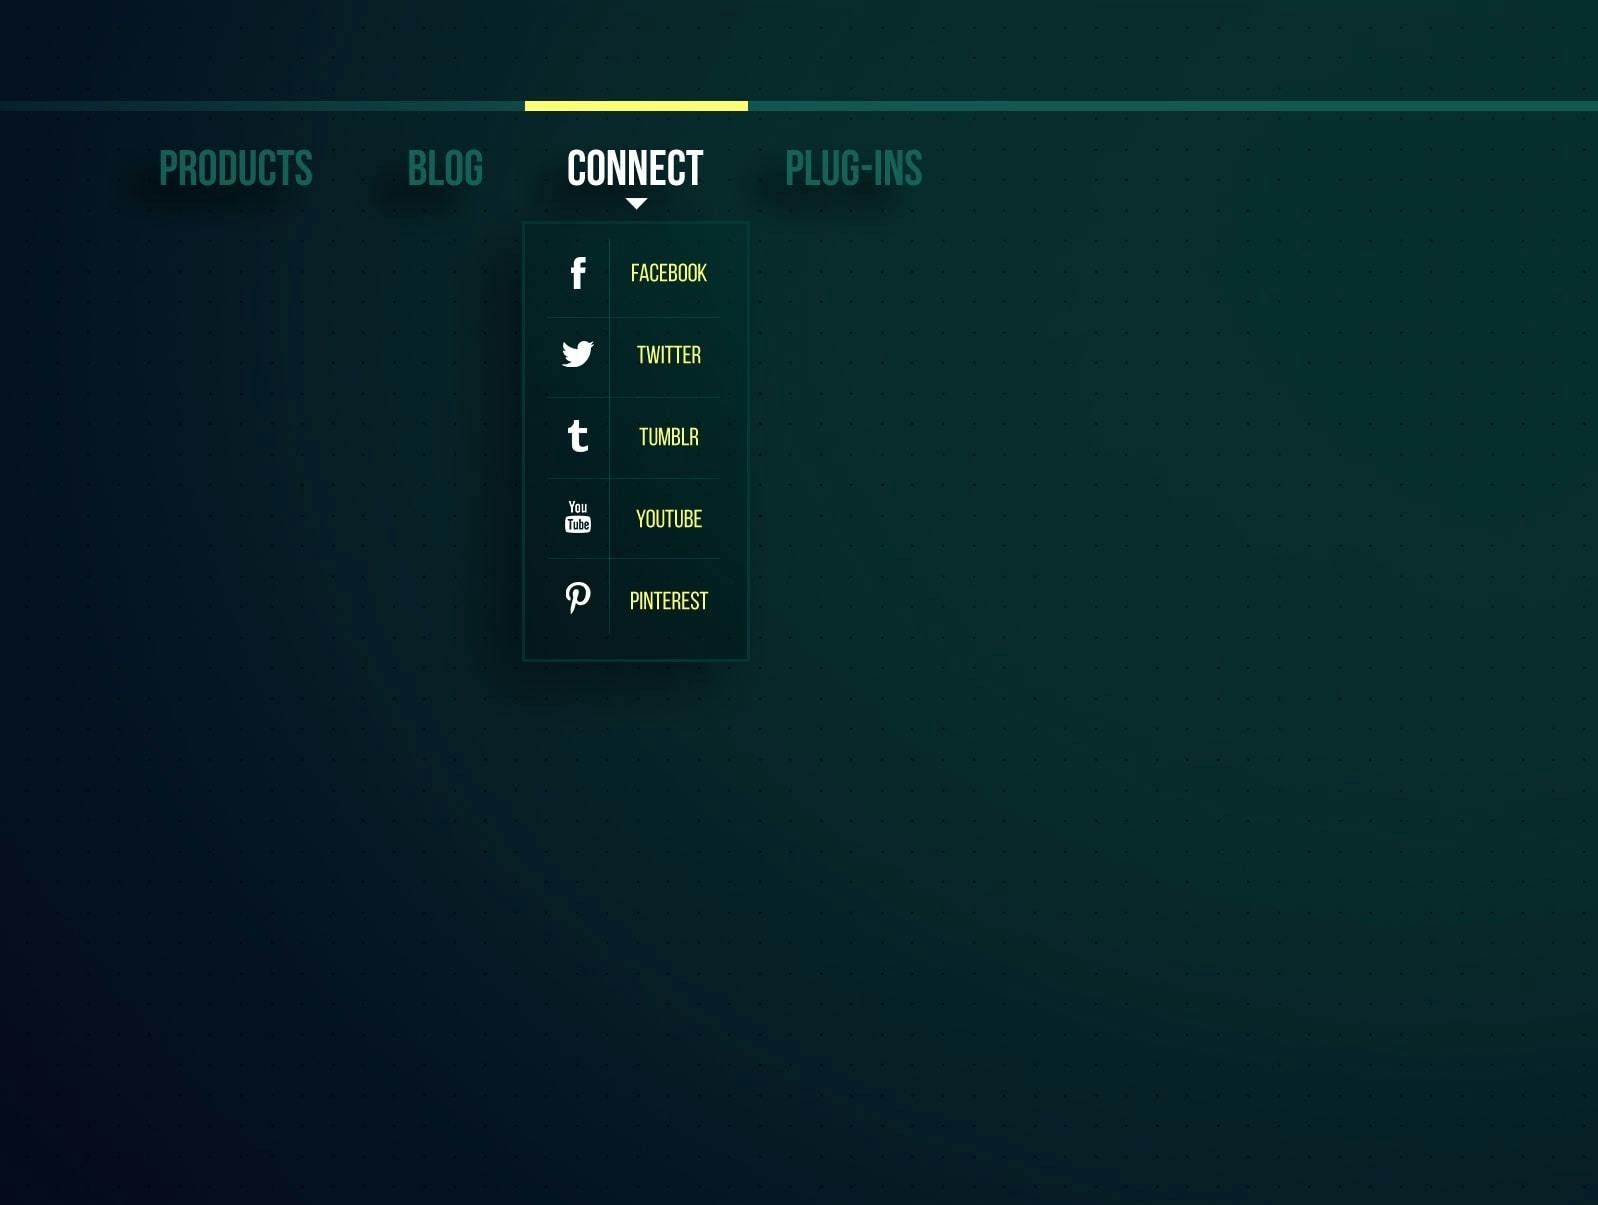 PRODUCTS BLOG CONNECT PLUG-INS
f FACEBOOK
TWITTER
t TUMBLR
You
Tube YOUTUBE
PINTEREST